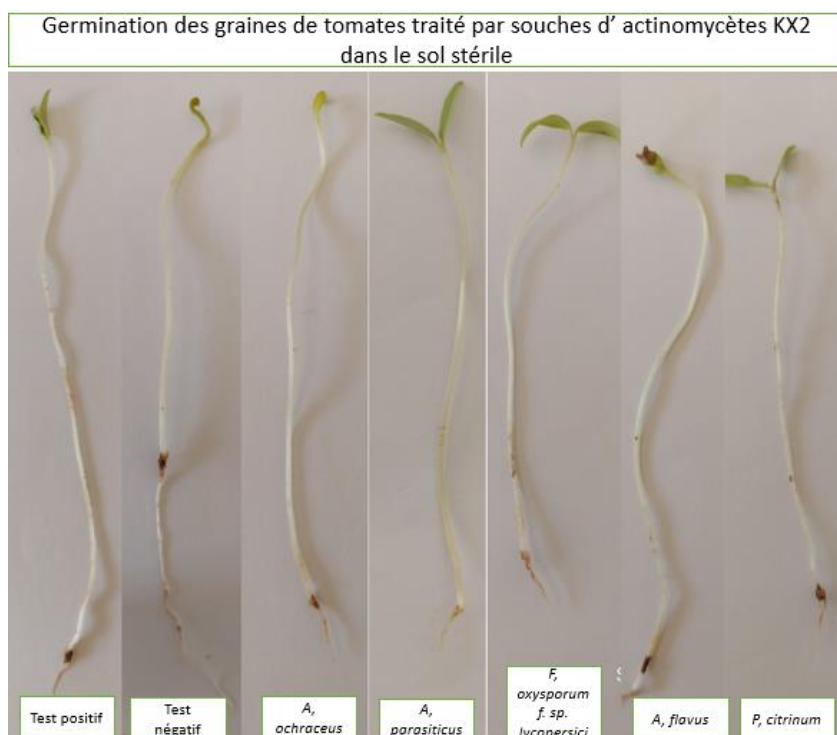 Germination des graines de tomates traité par souches d' actinomycètes KX2
dans le sol stérile
Test positif
Test
négatif
A,
ochraceus
A,
parasiticus
F,
oxysporum
f. sp.
lycopersici
A, flavus
P, citrinum